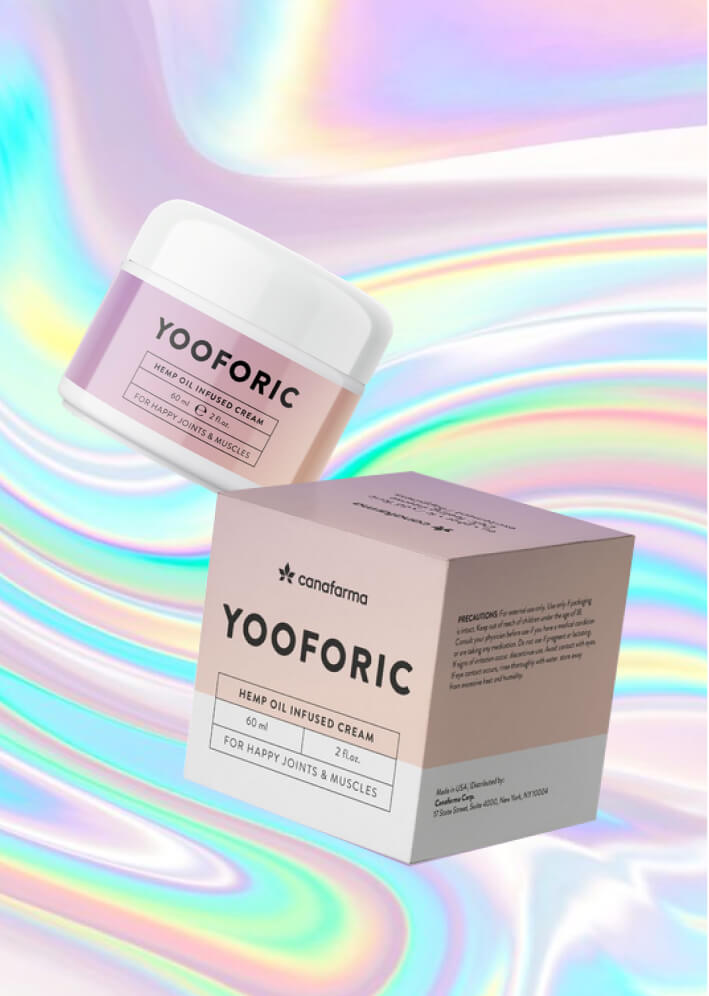 YOOFORIC
HEMP OIL INFUSED CREAM
60 ml ℮ 2 fl.oz.
FOR HAPPY JOINTS & MUSCLES
canafarma
canafarma
YOOFORIC
HEMP OIL INFUSED CREAM
60 ml
2 fl.oz.
FOR HAPPY JOINTS & MUSCLES
PRECAUTIONS: For external use only. Use only if packaging
is intact. Keep out of reach of children under the age of 18.
Consult your physician before use if you have a medical condition
or are taking any medication. Do not use if pregnant or lactating.
If signs of irritation occur, discontinue use. Avoid contact with eyes.
If eye contact occurs, rinse thoroughly with water. store away
from excessive heat and humidity.
Made in USA, Distributed by:
Canafarma Corp.
17 State Street, Suite 4000, New York, NY 10004